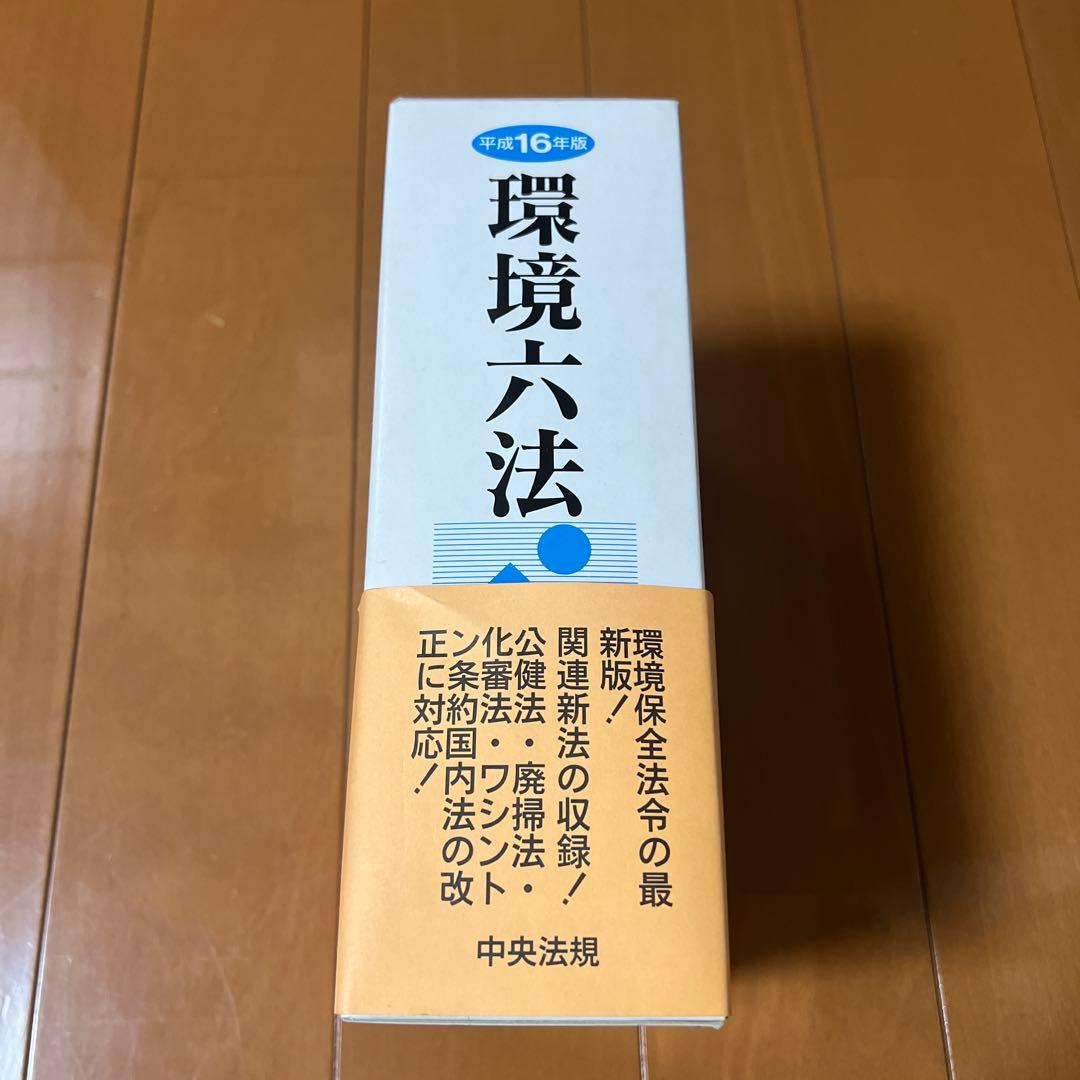 平成16年版
環境六法
環境保全法令の最
新版！
関連新法の収録！
公健法・廃掃法・
化審法・ワシント
ン条約国内法の改
正に対応！
中央法規